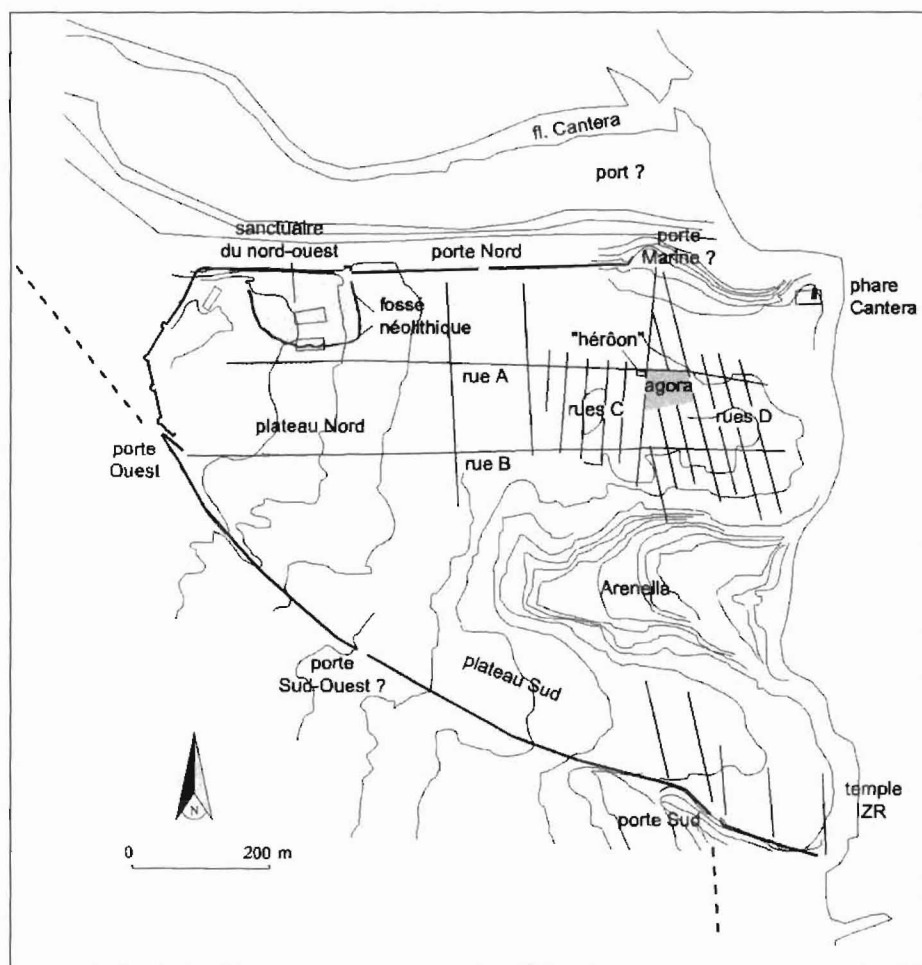 fl. Cantera
port ?
sanctuaire
du nord-ouest
porte Nord
porte
Marine ?
phare
Cantera
fossé
néolithique
"hérôon"
rue A
agora
rues C
rues D
plateau Nord
porte
Ouest
rue B
Arenella
plateau Sud
porte
Sud-Ouest ?
temple
ZR
porte Sud
N
0 200 m